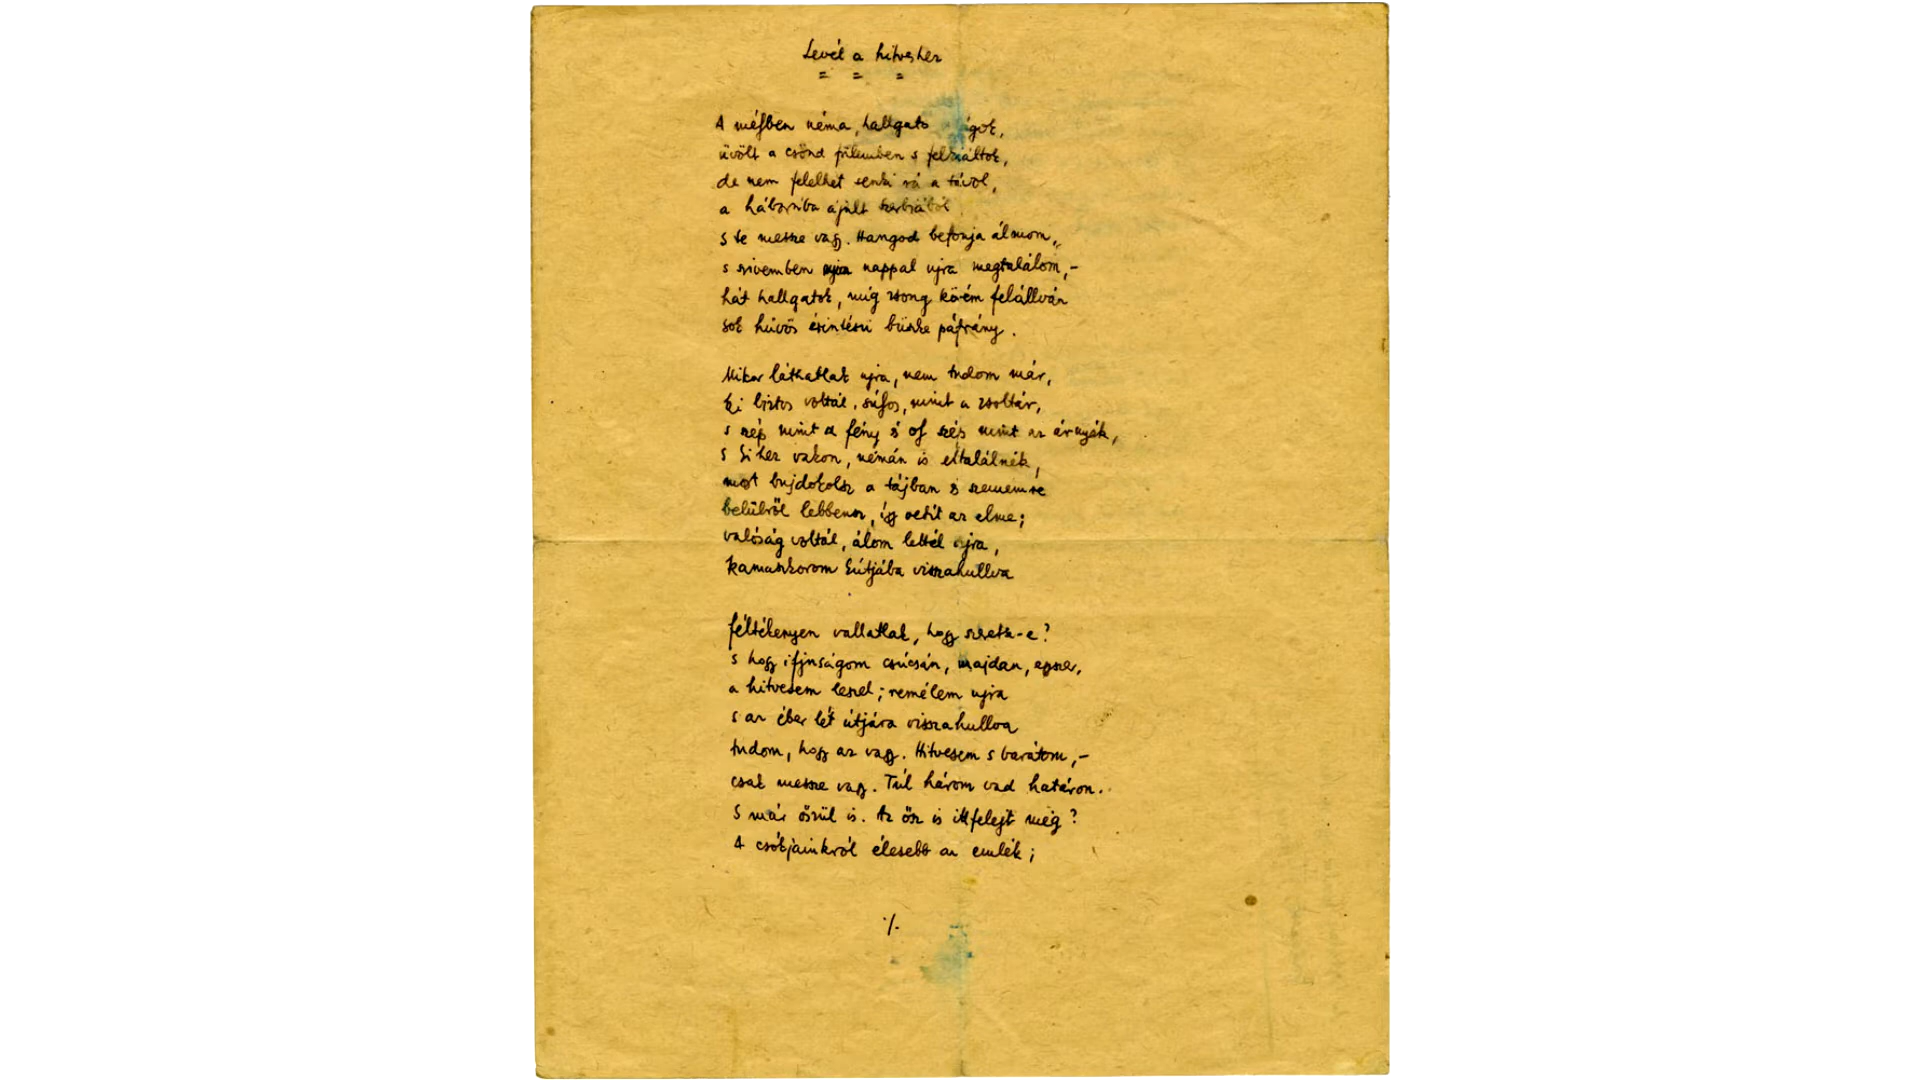 Levél a hitveshez
A mélyben néma, hallgató ágok,
üvölt a csönd fülemben s felkiáltok,
de nem felelhet senki rá a távol,
a háboruba ájult Szerbiából
s te messze vagy. Hangod befonja álmom,
s szivemben nappal ujra megtalálom,-
hát hallgatok, míg zsong körém felállván
sok hüvös érintésü büszke páfrány.
Mikor láthatlak ujra, nem tudom már,
ki biztos voltál, súlyos, mint a zsoltár,
s szép mint a fény s oly szép mint az árnyék,
s kihez vakon, némán is eltalálnék,
most bujdokolsz a tájban s szememre
belülről lebbensz, így vetít az elme;
valóság voltál, álom lettél ujra,
kamaszkorom kútjába visszahullva
féltékenyen vallatlak, hogy szeretsz-e?
s hogy ifjuságom csúcsán, majdan, egyszer,
a hitvesem leszel; remélem ujra
s az éber lét útjára visszahullva
tudom, hogy az vagy. Hitvesem s barátom,-
csak messze vagy. Túl három vad határon.
S már őszül is. Az ősz is ittfelejt még?
A csókjainkról élesebb az emlék;
./.